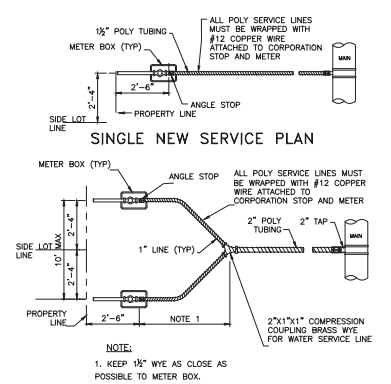 1½" POLY TUBING
ALL POLY SERVICE LINES
MUST BE WRAPPED WITH
#12 COPPER WIRE
ATTACHED TO CORPORATION
STOP AND METER
METER BOX (TYP)
MAIN
2'-4"
2'-6"
ANGLE STOP
PROPERTY LINE
SIDE LOT
LINE
SINGLE NEW SERVICE PLAN
METER BOX (TYP)
ANGLE STOP
ALL POLY SERVICE LINES MUST
BE WRAPPED WITH #12 COPPER
WIRE ATTACHED TO
CORPORATION STOP AND METER
2'-4"
2" POLY
TUBING
2" TAP
MAIN
1" LINE (TYP)
SIDE LOT
LINE
10' MAX
2'-4"
PROPERTY
LINE
2'-6"
NOTE 1
2"X1"X1" COMPRESSION
COUPLING BRASS WYE
FOR WATER SERVICE LINE
NOTE:
1. KEEP 1½" WYE AS CLOSE AS
POSSIBLE TO METER BOX.